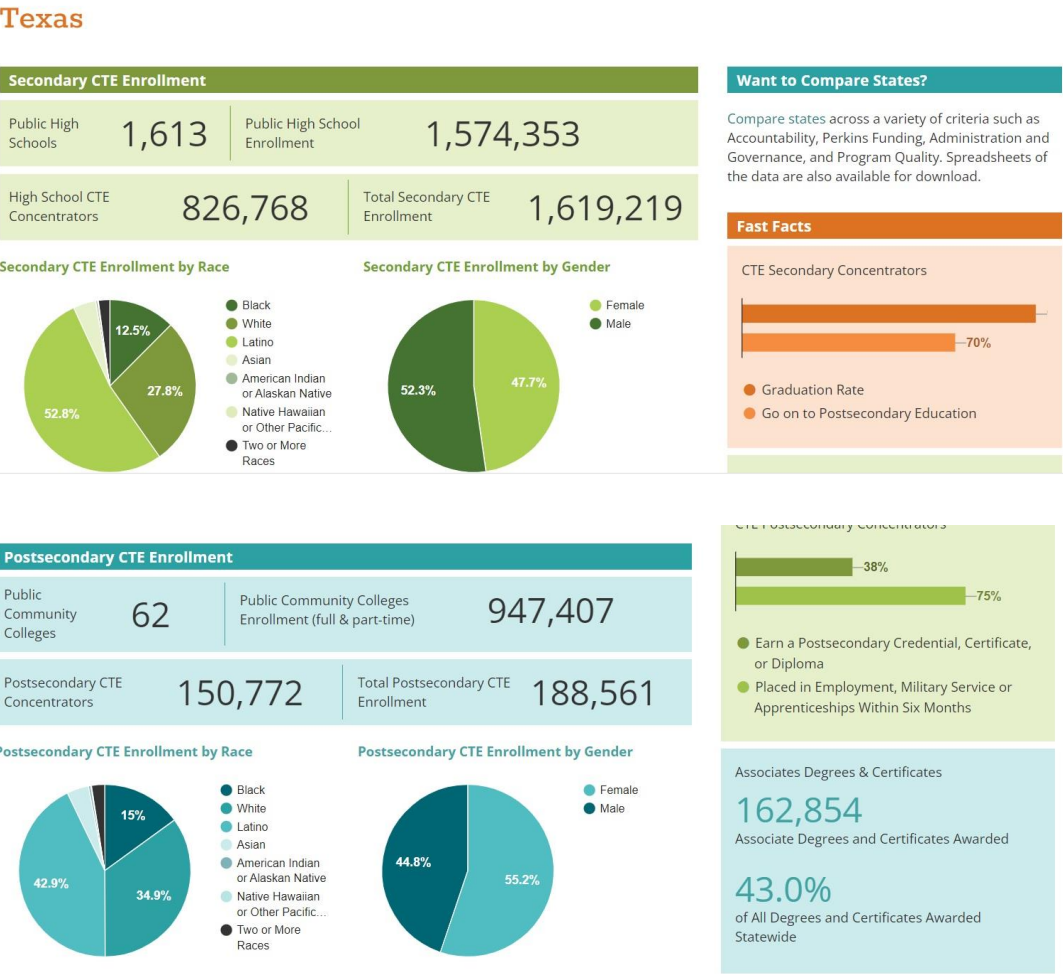 Texas
Secondary CTE Enrollment
Public High
Schools
1,613
Public High School
Enrollment
1,574,353
High School CTE
Concentrators
826,768
Total Secondary CTE
Enrollment
1,619,219
Secondary CTE Enrollment by Race
12.5%
27.8%
52.8%
Black
White
Latino
Asian
American Indian
or Alaskan Native
Native Hawaiian
or Other Pacific...
Two or More
Races
Secondary CTE Enrollment by Gender
52.3%
47.7%
Female
Male
Want to Compare States?
Compare states across a variety of criteria such as
Accountability, Perkins Funding, Administration and
Governance, and Program Quality. Spreadsheets of
the data are also available for download.
Fast Facts
CTE Secondary Concentrators
70%
Graduation Rate
Go on to Postsecondary Education
Postsecondary CTE Enrollment
Public
Community
Colleges
62
Public Community Colleges
Enrollment (full & part-time)
947,407
Postsecondary CTE
Concentrators
150,772
Total Postsecondary CTE
Enrollment
188,561
Postsecondary CTE Enrollment by Race
15%
34.9%
42.9%
Black
White
Latino
Asian
American Indian
or Alaskan Native
Native Hawaiian
or Other Pacific...
Two or More
Races
Postsecondary CTE Enrollment by Gender
44.8%
55.2%
Female
Male
CTE Postsecondary Concentrators
38%
75%
Earn a Postsecondary Credential, Certificate,
or Diploma
Placed in Employment, Military Service or
Apprenticeships Within Six Months
Associates Degrees & Certificates
162,854
Associate Degrees and Certificates Awarded
43.0%
of All Degrees and Certificates Awarded
Statewide